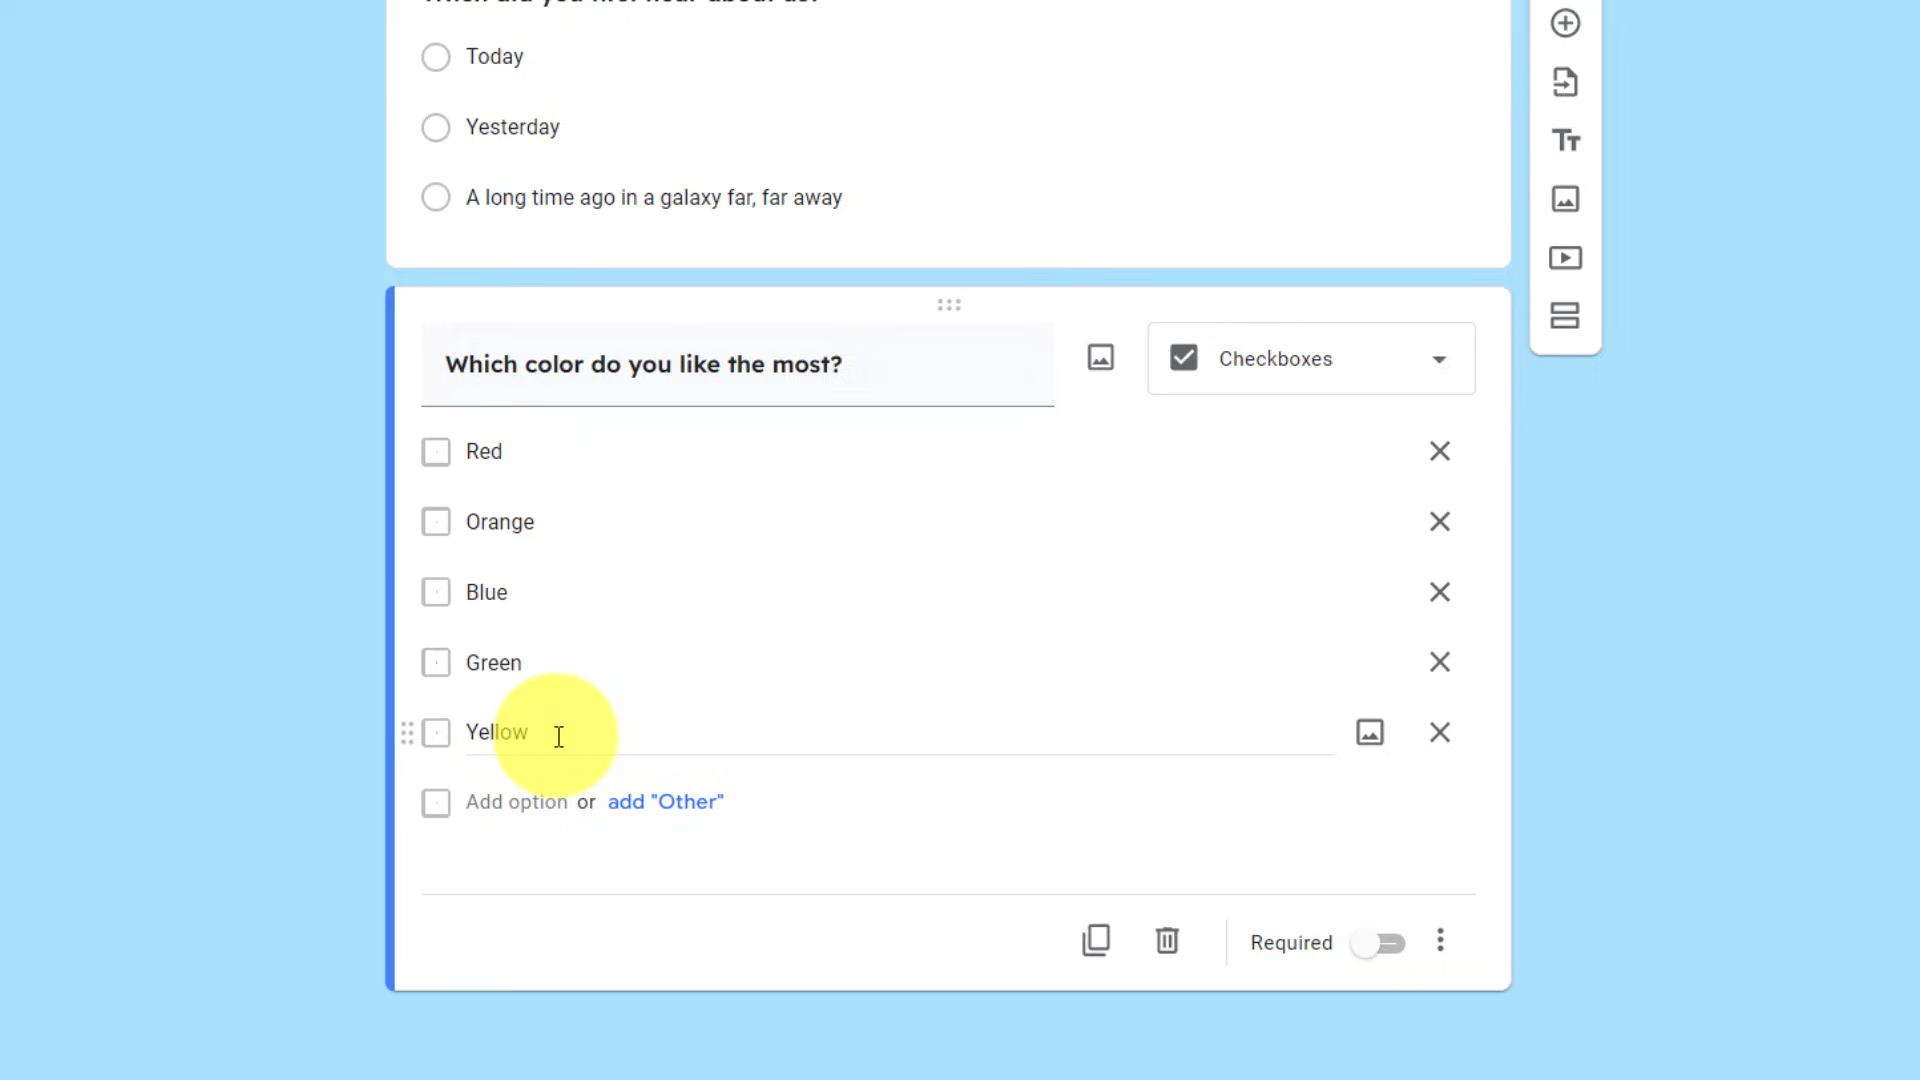 Today
Yesterday
A long time ago in a galaxy far, far away
Which color do you like the most?
Checkboxes
Red
Orange
Blue
Green
Yellow
Add option or add "Other"
Required